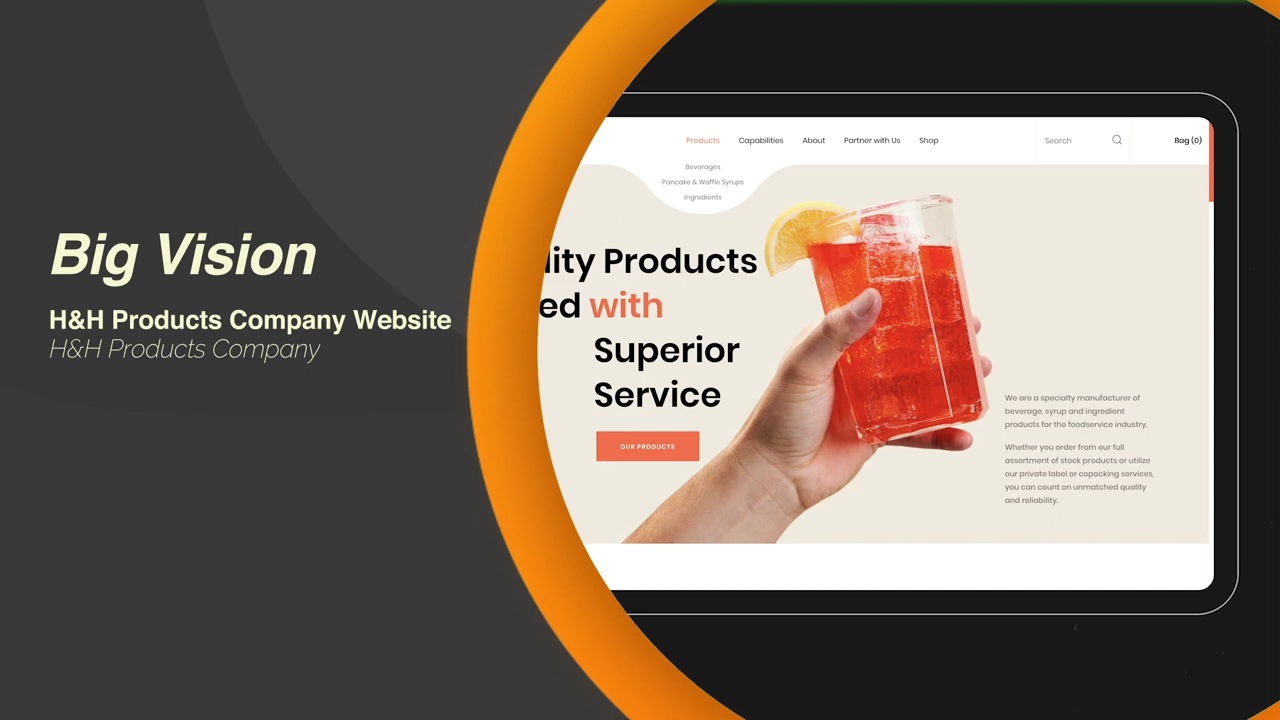 Big Vision
H&H Products Company Website
H&H Products Company
Products
Capabilities
About
Partner with Us
Shop
Search
Bag (0)
Beverages
Pancake & Waffle Syrups
Ingredients
lity Products
ed with
Superior
Service
OUR PRODUCTS
We are a specialty manufacturer of
beverage, syrup and ingredient
products for the foodservice industry.
Whether you order from our full
assortment of stock products or utilize
our private label or copacking services,
you can count on unmatched quality
and reliability.